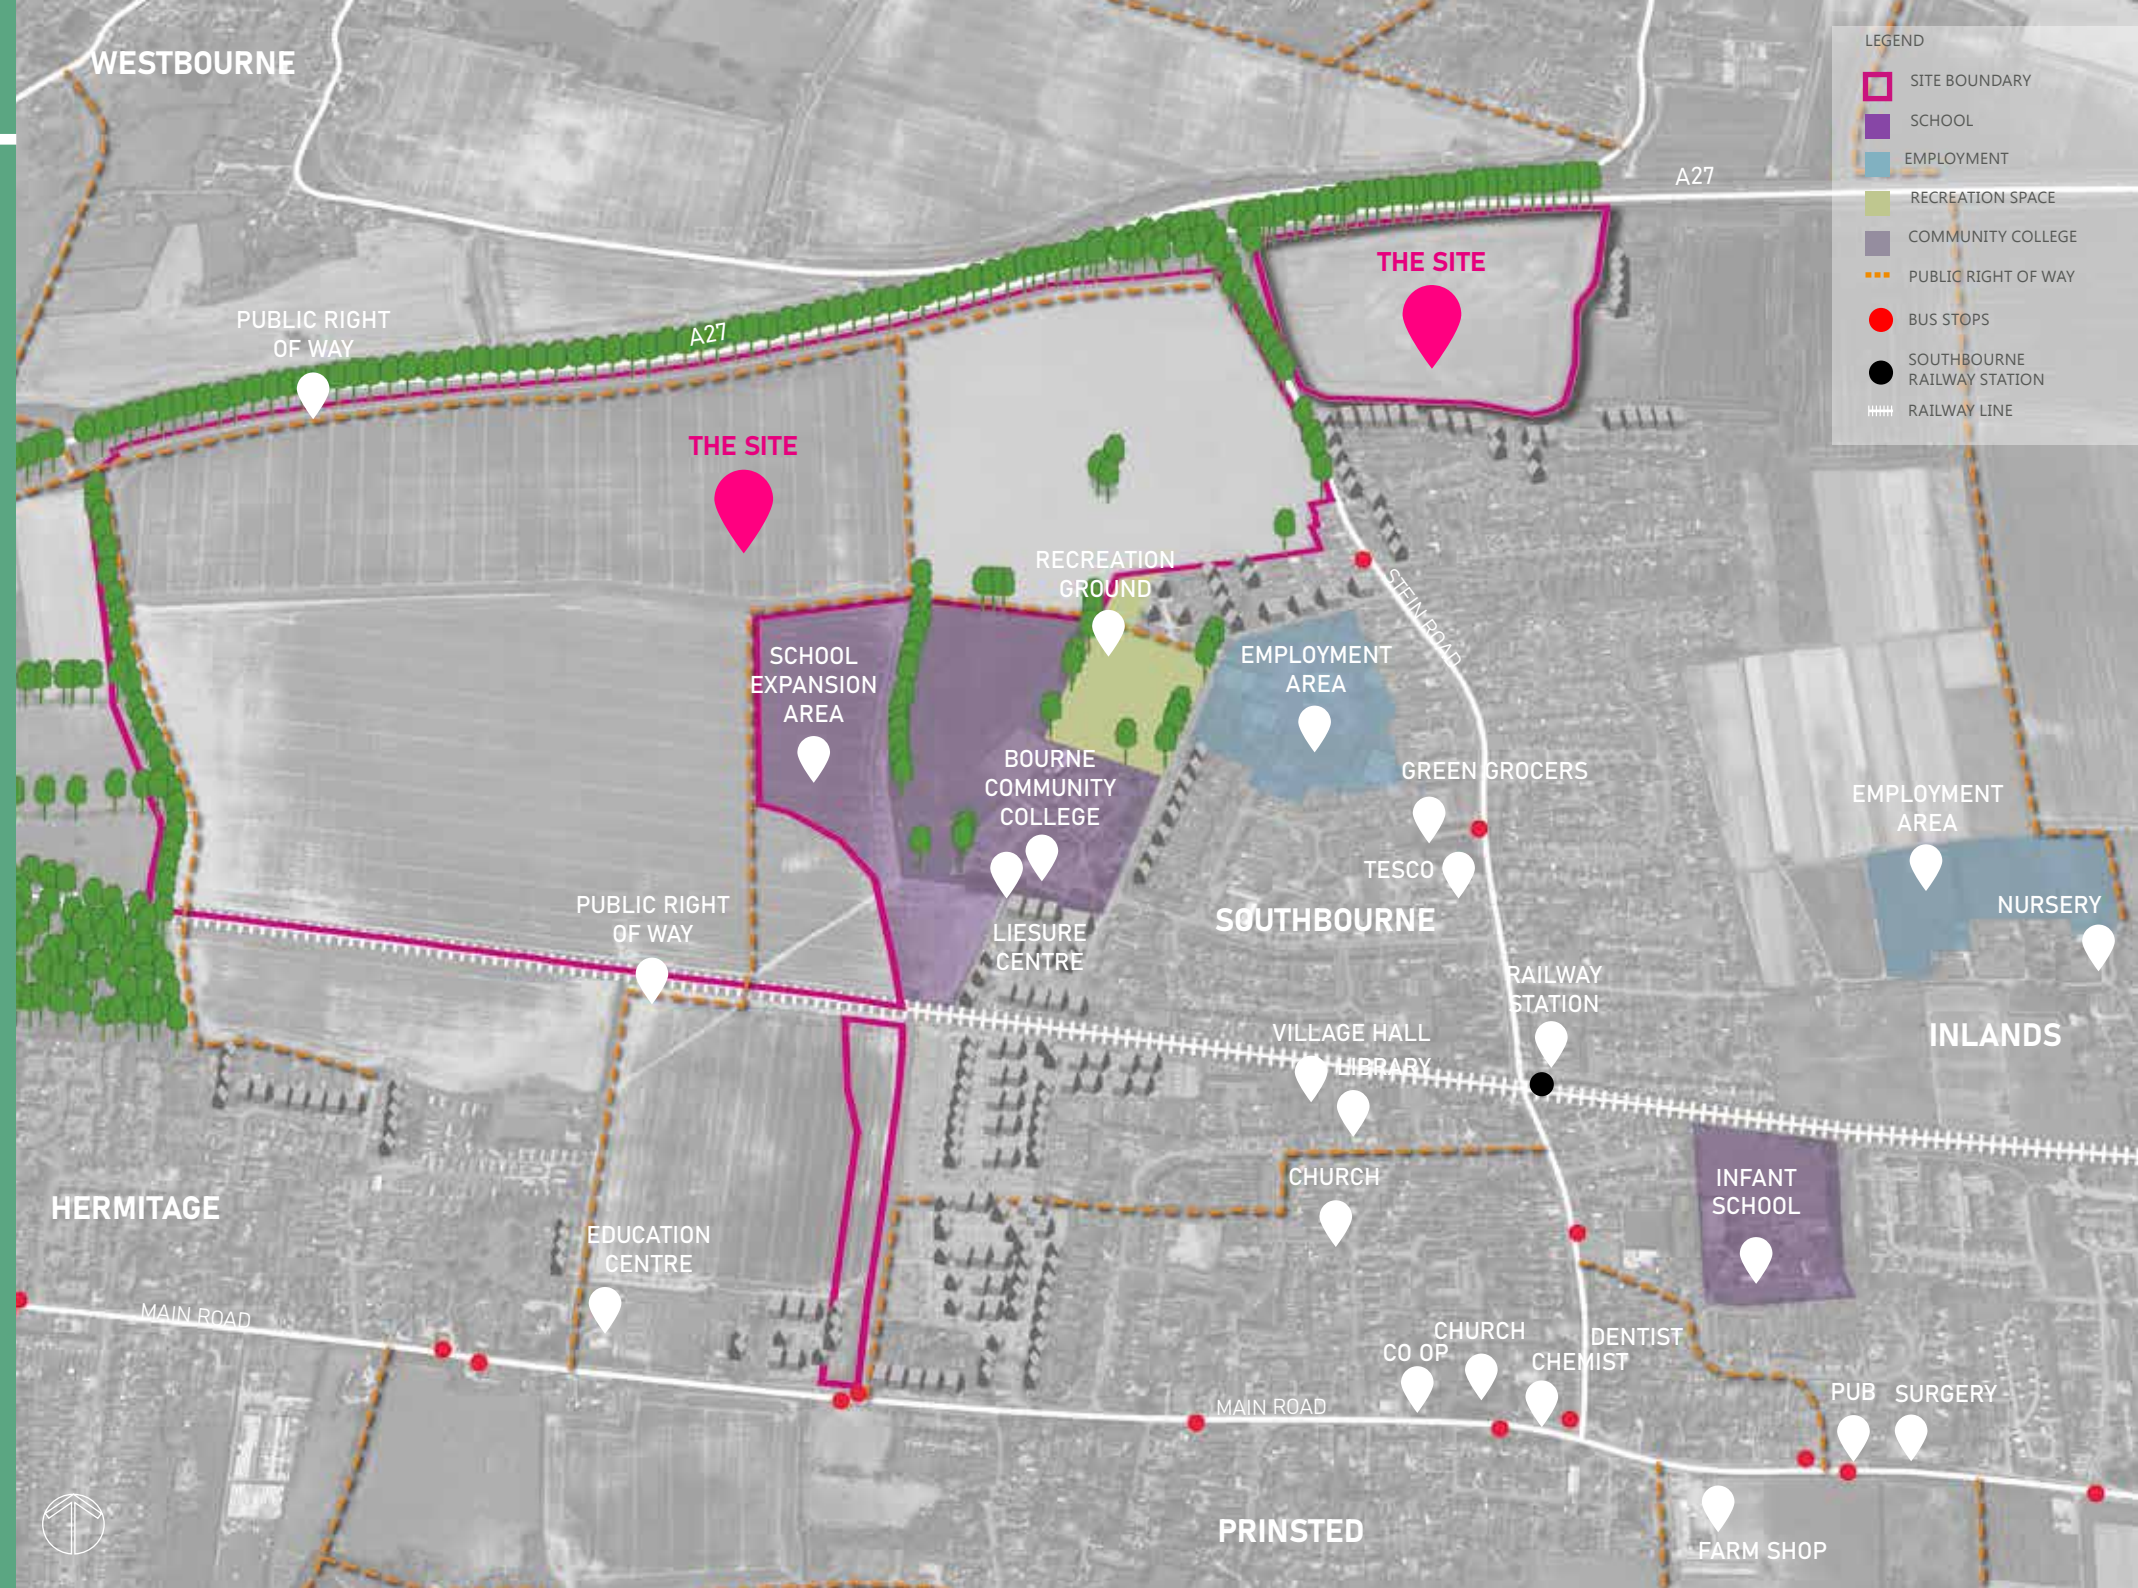 WESTBOURNE
LEGEND
SITE BOUNDARY
SCHOOL
EMPLOYMENT
RECREATION SPACE
COMMUNITY COLLEGE
PUBLIC RIGHT OF WAY
BUS STOPS
SOUTHBOURNE
RAILWAY STATION
RAILWAY LINE
A27
THE SITE
PUBLIC RIGHT
OF WAY
A27
THE SITE
RECREATION
GROUND
STEIN ROAD
SCHOOL
EXPANSION
AREA
EMPLOYMENT
AREA
BOURNE
COMMUNITY
COLLEGE
GREEN GROCERS
EMPLOYMENT
AREA
TESCO
PUBLIC RIGHT
OF WAY
SOUTHBOURNE
NURSERY
LIESURE
CENTRE
RAILWAY
STATION
VILLAGE HALL
LIBRARY
INLANDS
CHURCH
INFANT
SCHOOL
HERMITAGE
EDUCATION
CENTRE
MAIN ROAD
CHURCH
CO OP
DENTIST
CHEMIST
PUB
SURGERY
MAIN ROAD
PRINSTED
FARM SHOP